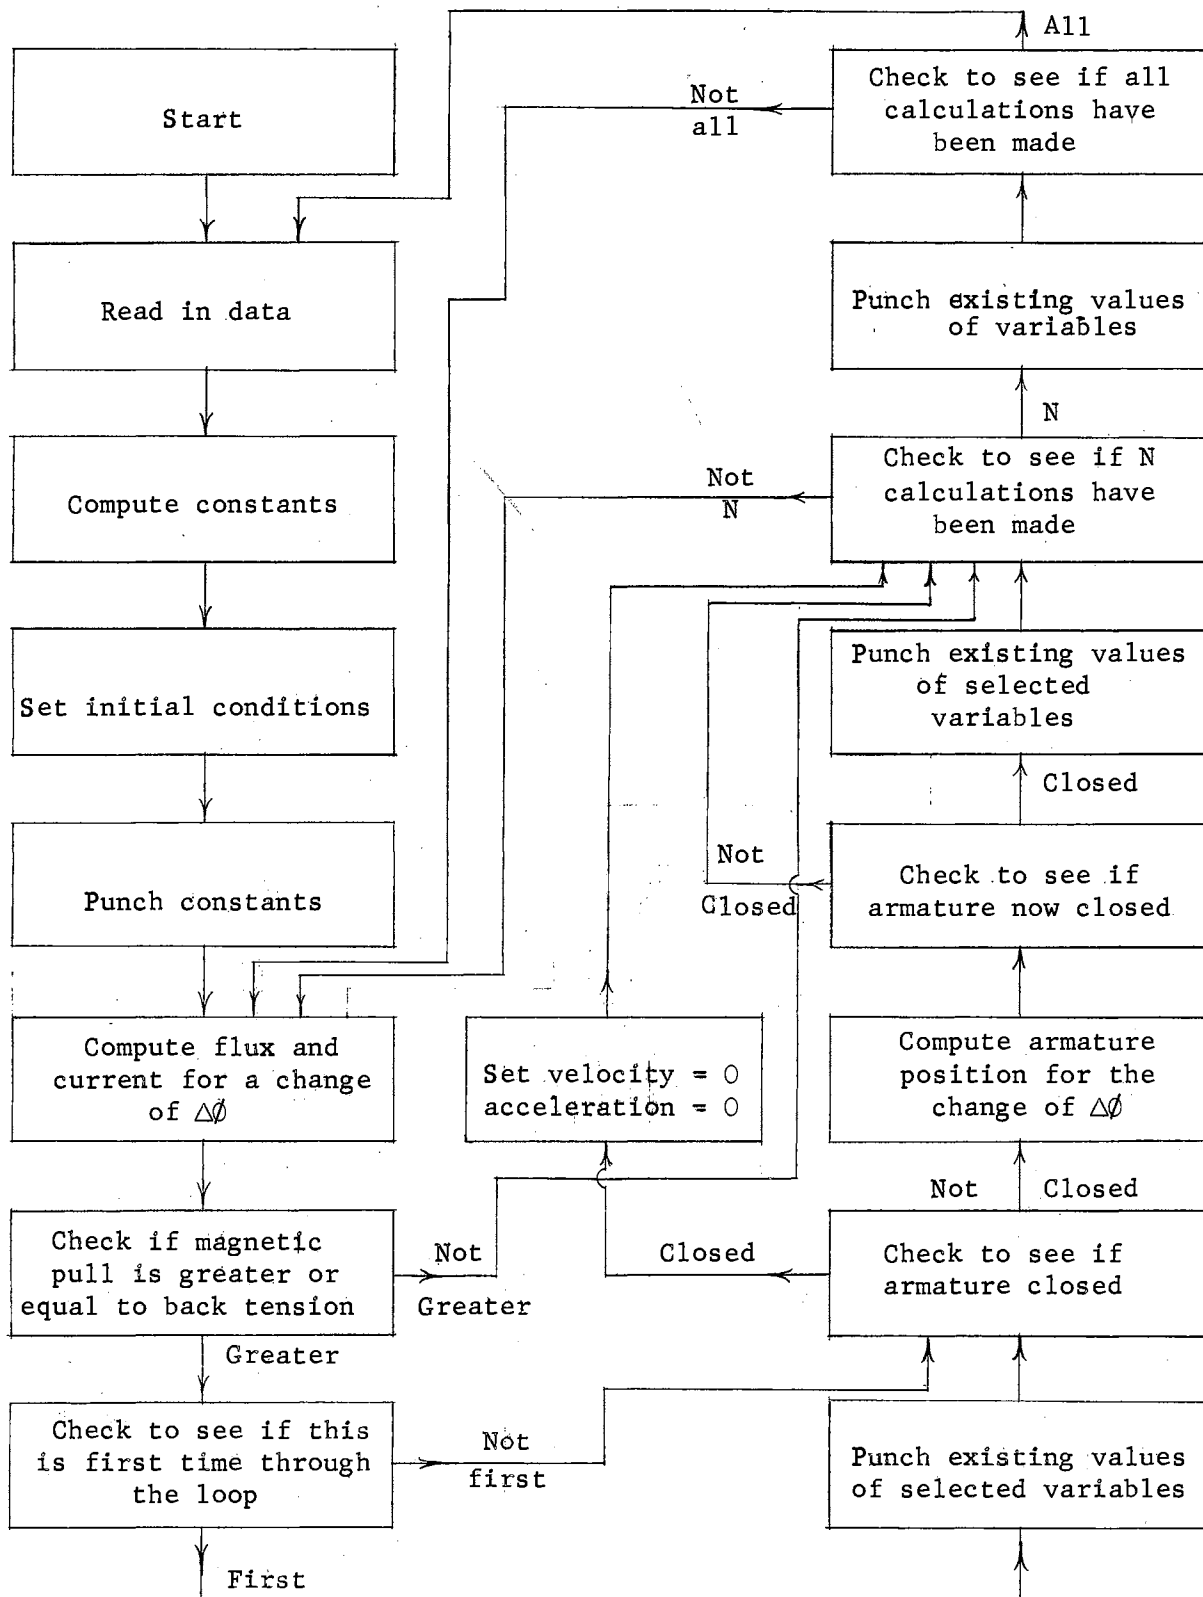 Start
Read in data
Compute constants
Set initial conditions
Punch constants
Compute flux and
current for a change
of △Ø
Check if magnetic
pull is greater or
equal to back tension
Greater
Check to see if this
is first time through
the loop
First
Not
all
Not
N
Not
Closed
Set velocity = 0
acceleration = 0
Not
Greater
Closed
Not
first
All
Check to see if all
calculations have
been made
Punch existing values
of variables
N
Check to see if N
calculations have
been made
Punch existing values
of selected
variables
Closed
Check to see if
armature now closed
Compute armature
position for the
change of △Ø
Not Closed
Check to see if
armature closed
Punch existing values
of selected variables